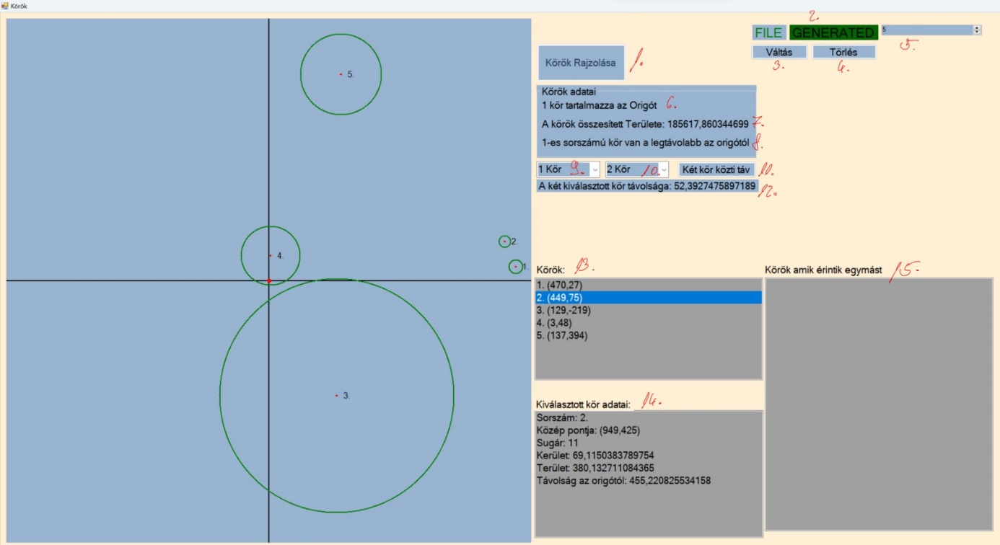 Körök
2.
FILE GENERATED 5
5.
Körök Rajzolása 1.
Váltás Törlés
3. 4.
Körök adatai
1 kör tartalmazza az Origót 6.
A körök összesített Területe: 185617,860344699 7.
1-es sorszámú kör van a legtávolabb az origótól 8.
1 Kör 9. 2 Kör 10. Két kör közti táv 11.
A két kiválasztott kör távolsága: 52,3927475897189 12.
5.
2.
4.
1.
3.
Körök: 13.
1. (470,27)
2. (449,75)
3. (129,-219)
4. (3,48)
5. (137,394)
Körök amik érintik egymást 15.
Kiválasztott kör adatai: 14.
Sorszám: 2.
Közép pontja: (949,425)
Sugár: 11
Kerület: 69,1150383789754
Terület: 380,132711084365
Távolság az origótól: 455,220825534158